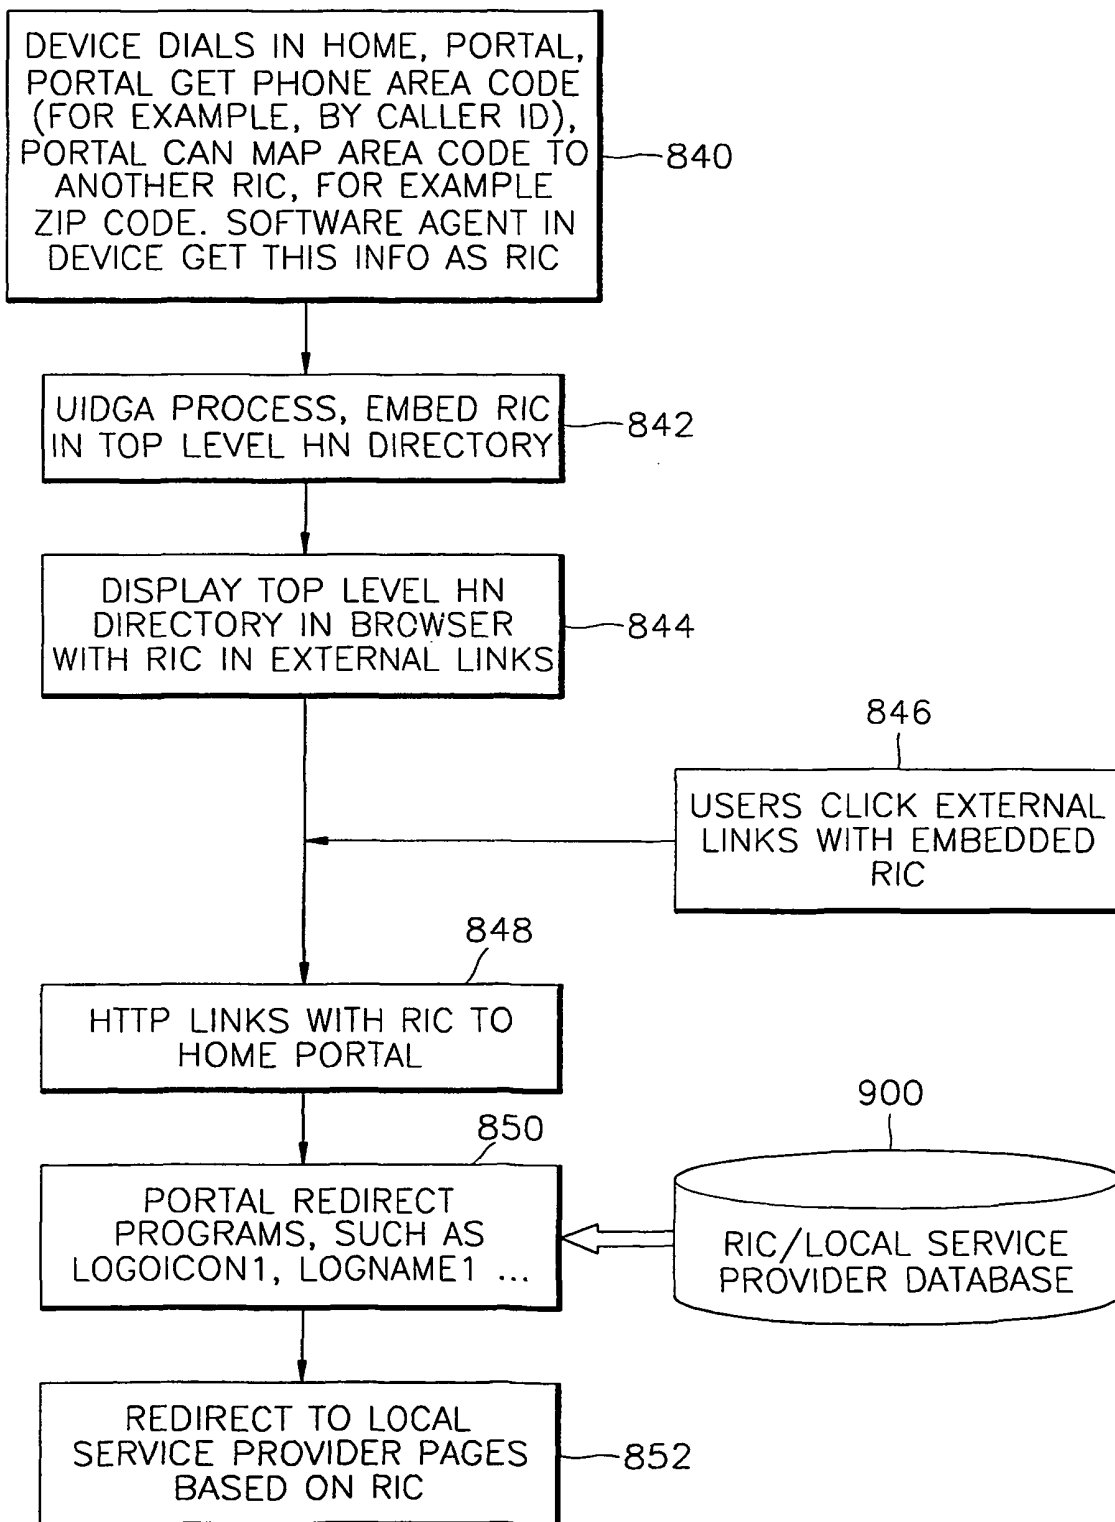 DEVICE DIALS IN HOME, PORTAL,
PORTAL GET PHONE AREA CODE
(FOR EXAMPLE, BY CALLER ID),
PORTAL CAN MAP AREA CODE TO
ANOTHER RIC, FOR EXAMPLE
ZIP CODE. SOFTWARE AGENT IN
DEVICE GET THIS INFO AS RIC
840
UIDGA PROCESS, EMBED RIC
IN TOP LEVEL HN DIRECTORY
842
DISPLAY TOP LEVEL HN
DIRECTORY IN BROWSER
WITH RIC IN EXTERNAL LINKS
844
846
USERS CLICK EXTERNAL
LINKS WITH EMBEDDED
RIC
848
HTTP LINKS WITH RIC TO
HOME PORTAL
850
PORTAL REDIRECT
PROGRAMS, SUCH AS
LOGOICON1, LOGNAME1 ...
900
RIC/LOCAL SERVICE
PROVIDER DATABASE
REDIRECT TO LOCAL
SERVICE PROVIDER PAGES
BASED ON RIC
852